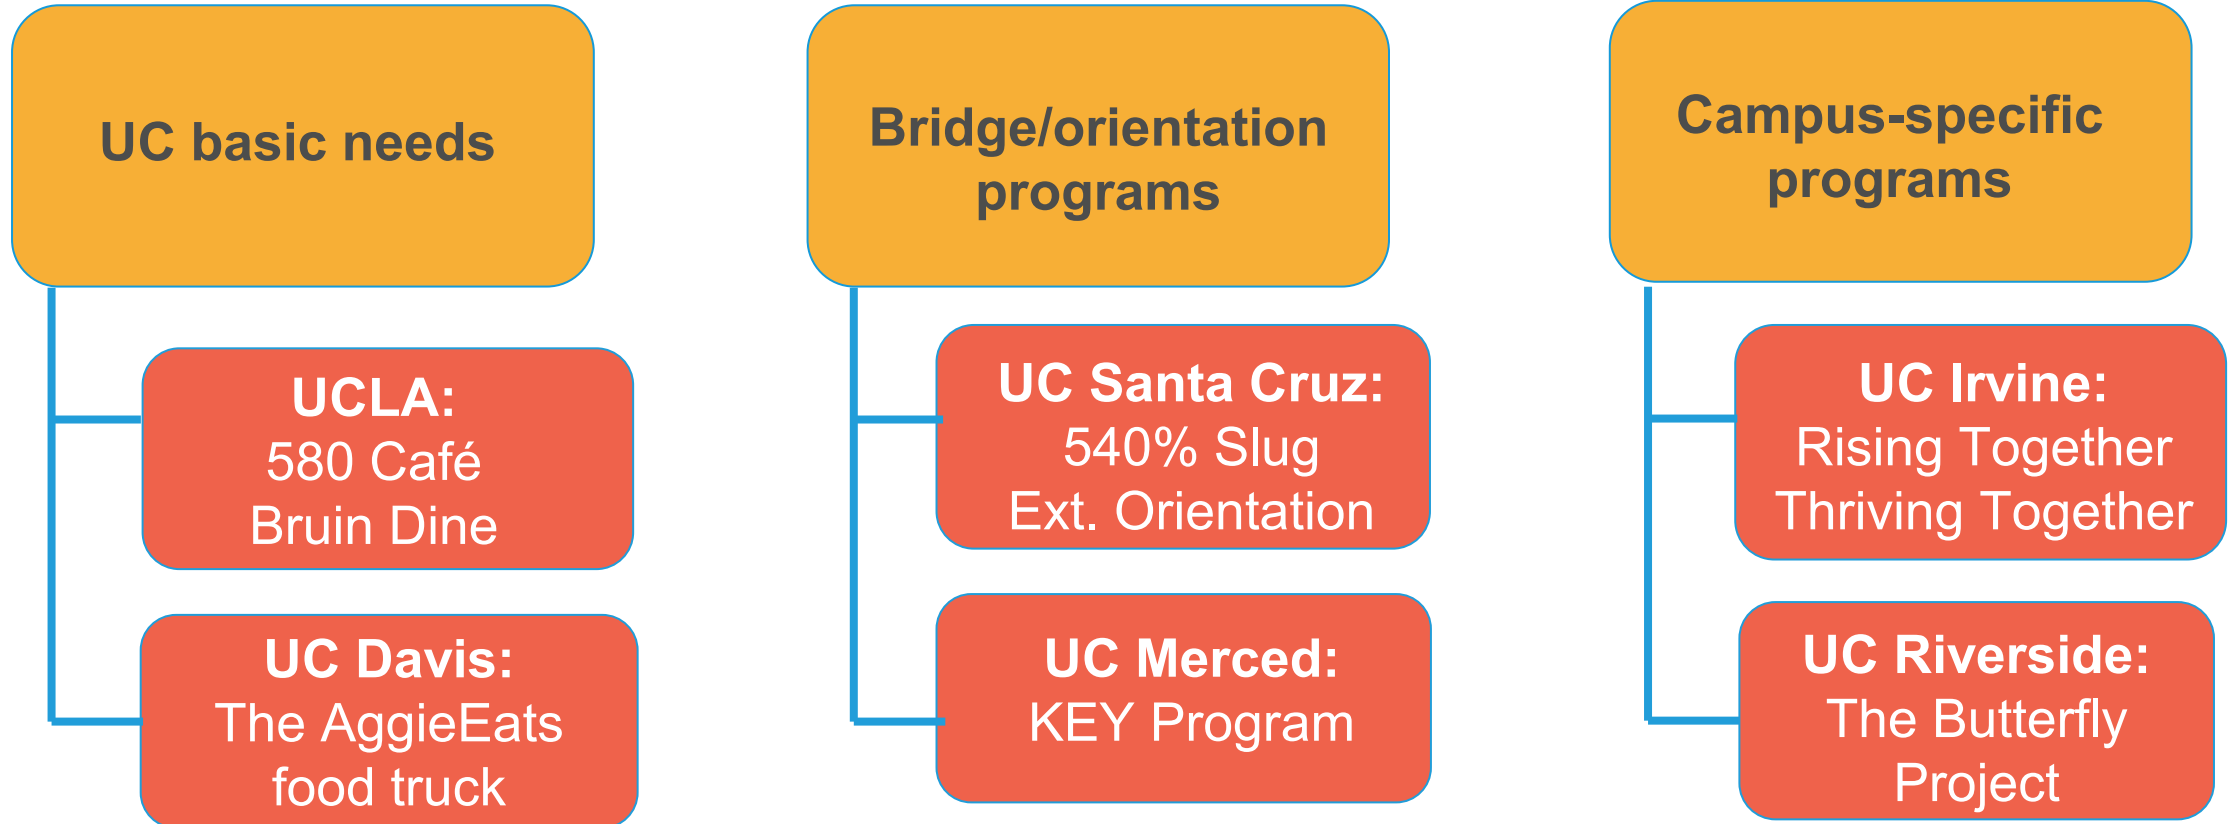 UC basic needs
UCLA:
580 Café
Bruin Dine
UC Davis:
The AggieEats
food truck
Bridge/orientation
programs
UC Santa Cruz:
540% Slug
Ext. Orientation
UC Merced:
KEY Program
Campus-specific
programs
UC Irvine:
Rising Together
Thriving Together
UC Riverside:
The Butterfly
Project